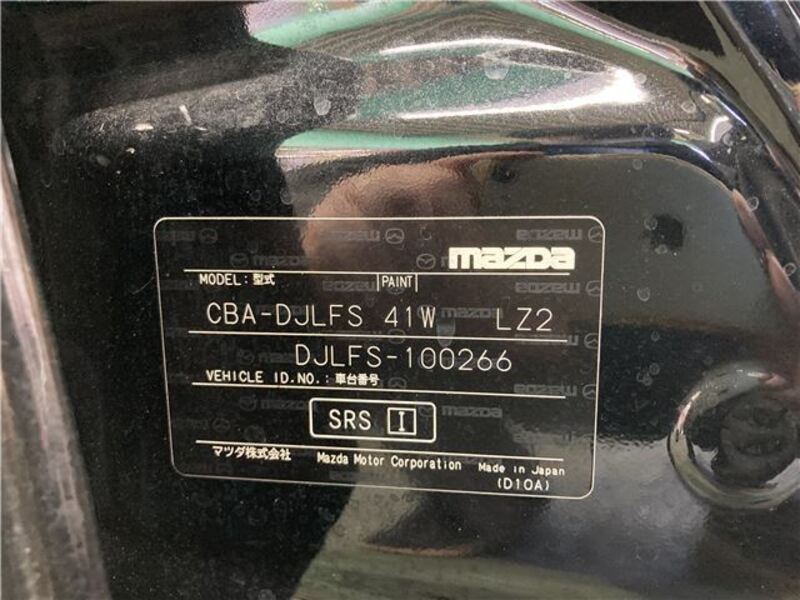 mazda
MODEL: 型式 PAINT
CBA-DJLFS 41W LZ2
DJLFS-100266
VEHICLE ID.NO.: 車台番号
SRS I
マツダ株式会社 Mazda Motor Corporation Made in Japan
(D10A)